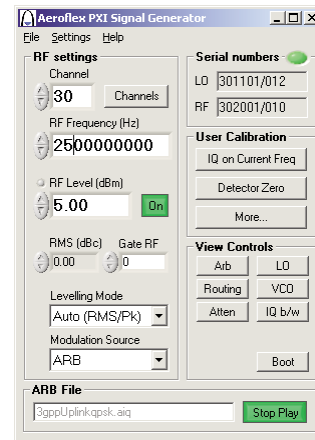 Aeroflex PXI Signal Generator
File Settings Help
RF settings
Channel
30 Channels
RF Frequency (Hz)
2500000000
RF Level (dBm)
5.00 On
RMS (dBc) Gate RF
0.00 0
Levelling Mode
Auto (RMS/Pk)
Modulation Source
ARB
Serial numbers
LO 301101/012
RF 302001/010
User Calibration
IQ on Current Freq
Detector Zero
More...
View Controls
Arb LO
Routing VCO
Atten IQ b/w
Boot
ARB File
3gppUplinkqpsk.aiq Stop Play